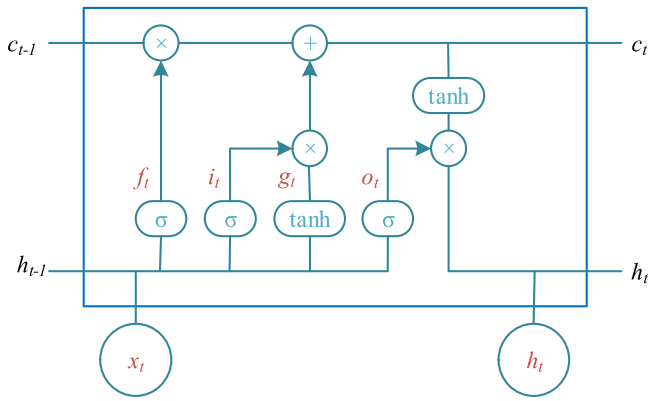 c_{t-1} × + c_t
tanh
× ×
f_t i_t g_t o_t
σ σ tanh σ
h_{t-1} h_t
x_t h_t